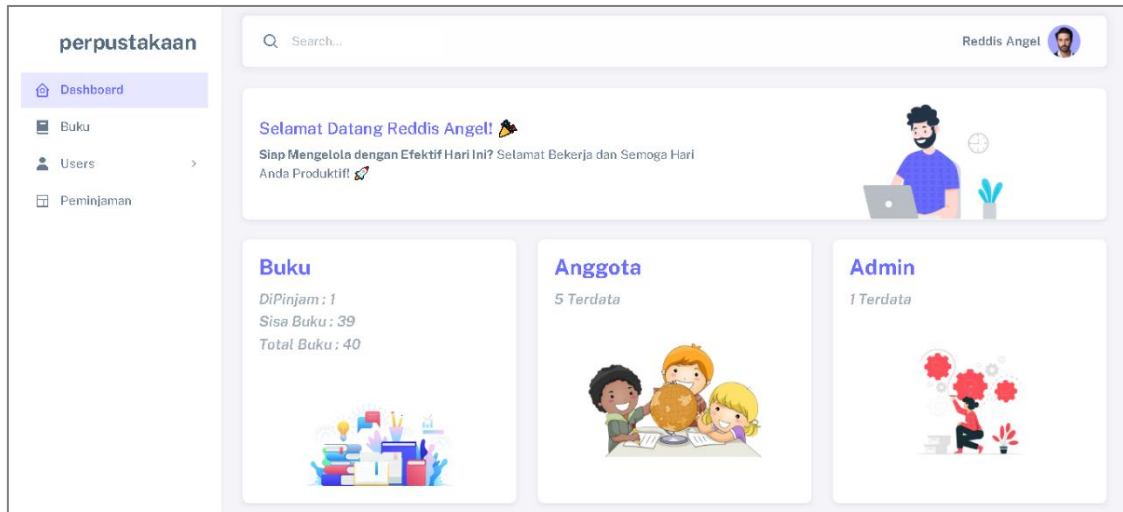 perpustakaan
Dashboard
Buku
Users
Peminjaman
Search...
Reddis Angel
Selamat Datang Reddis Angel! 🎉
Siap Mengelola dengan Efektif Hari Ini? Selamat Bekerja dan Semoga Hari
Anda Produktif! 🚀
Buku
DiPinjam : 1
Sisa Buku : 39
Total Buku : 40
Anggota
5 Terdata
Admin
1 Terdata